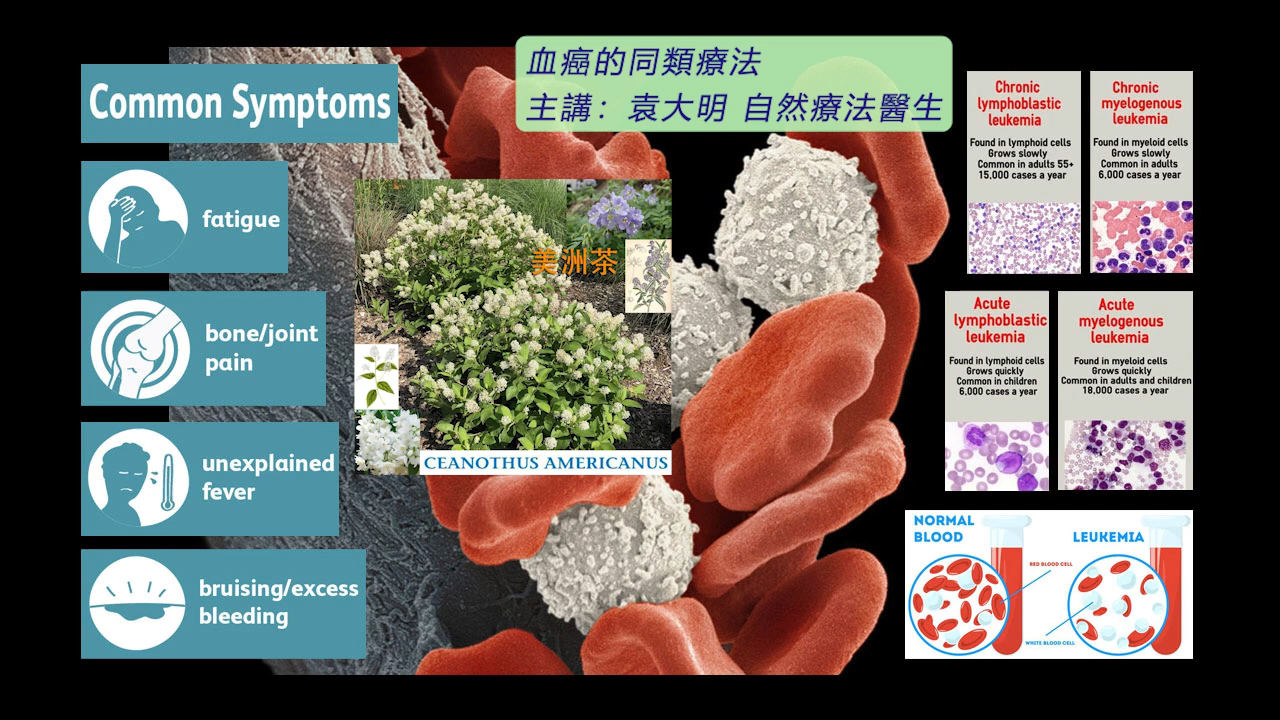 血癌的同類療法
主講：袁大明 自然療法醫生
Common Symptoms
fatigue
bone/joint
pain
unexplained
fever
bruising/excess
bleeding
美洲茶
CEANOTHUS AMERICANUS
Chronic
lymphoblastic
leukemia
Found in lymphoid cells
Grows slowly
Common in adults 55+
15,000 cases a year
Chronic
myelogenous
leukemia
Found in myeloid cells
Grows slowly
Common in adults
6,000 cases a year
Acute
lymphoblastic
leukemia
Found in lymphoid cells
Grows quickly
Common in children
6,000 cases a year
Acute
myelogenous
leukemia
Found in myeloid cells
Grows quickly
Common in adults and children
18,000 cases a year
NORMAL
BLOOD
LEUKEMIA
RED BLOOD CELL
WHITE BLOOD CELL